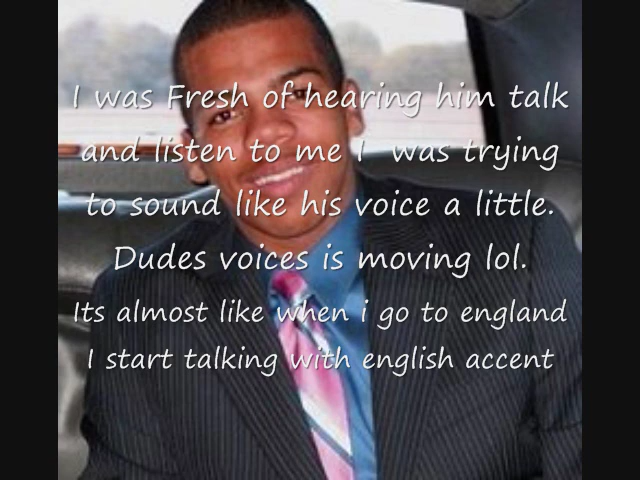 I was Fresh of hearing him talk
and listen to me I  was trying
to sound like his voice a little.
Dudes voices is moving lol.
Its almost like when i go to england
I start talking with english accent